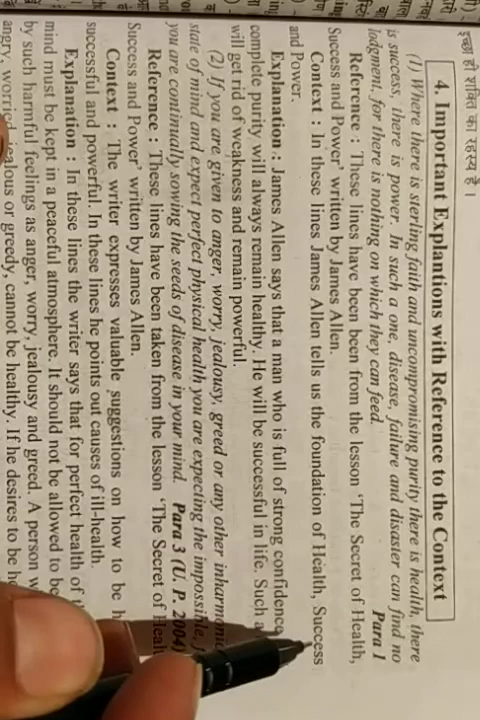 इच्छा ही शक्ति का रहस्य है ।
4. Important Explantions with Reference to the Context
(1) Where there is sterling faith and uncompromising purity there is health, there
is success, there is power. In such a one, disease, failure and disaster can find no
lodgment, for there is nothing on which they can feed. Para 1
Reference : These lines have been been from the lesson ‘The Secret of Health,
Success and Power’ written by James Allen.
Context : In these lines James Allen tells us the foundation of Health, Success
and Power.
Explanation : James Allen says that a man who is full of strong confidence
complete purity will always remain healthy. He will be successful in life. Such a
will get rid of weakness and remain powerful.
(2) If you are given to anger, worry, jealousy, greed or any other inharmonio
state of mind and expect perfect physical health you are expecting the impossible,
you are continually sowing the seeds of disease in your mind. Para 3 (U. P. 2004)
Reference : These lines have been taken from the lesson ‘The Secret of Heal
Success and Power’ written by James Allen.
Context : The writer expresses valuable suggestions on how to be h
successful and powerful. In these lines he points out causes of ill-health.
Explanation : In these lines the writer says that for perfect health of
mind must be kept in a peaceful atmosphere. It should not be allowed to be
by such harmful feelings as anger, worry, jealousy and greed. A person w
angry, worried, jealous or greedy, cannot be healthy. If he desires to be he